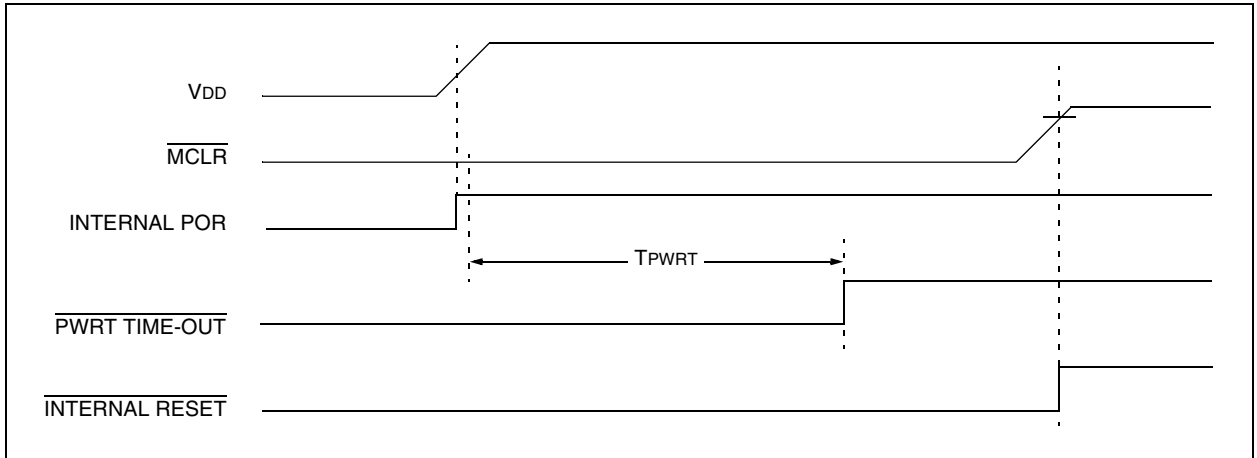 VDD
MCLR
INTERNAL POR
TPWRT
PWRT TIME-OUT
INTERNAL RESET